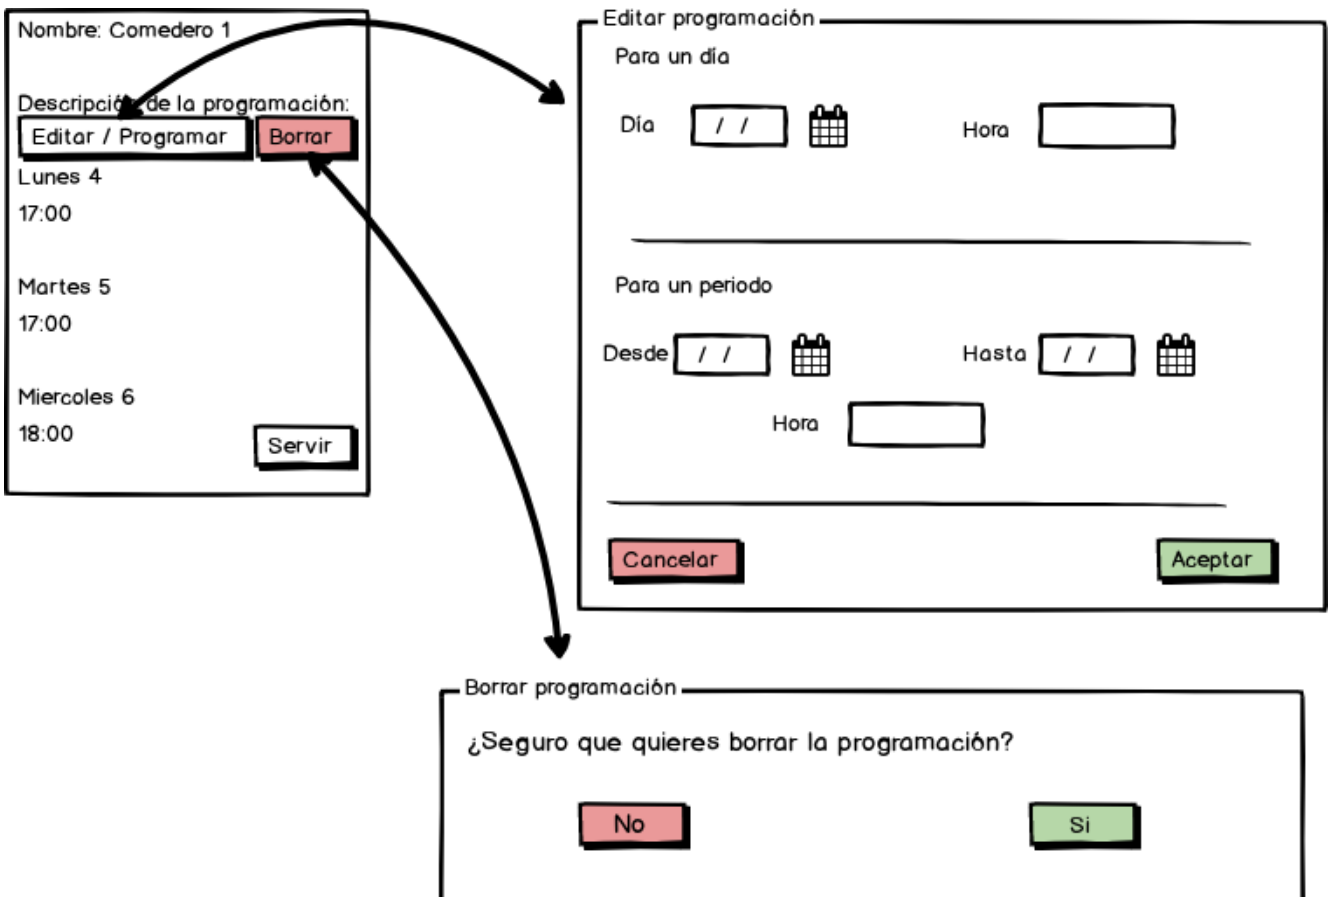 Nombre: Comedero 1
Descripción de la programación:
Editar / Programar
Borrar
Lunes 4
17:00
Martes 5
17:00
Miercoles 6
18:00
Servir
Editar programación
Para un día
Día / / Hora
Para un periodo
Desde / / Hasta / /
Hora
Cancelar
Aceptar
Borrar programación
¿Seguro que quieres borrar la programación?
No
Si